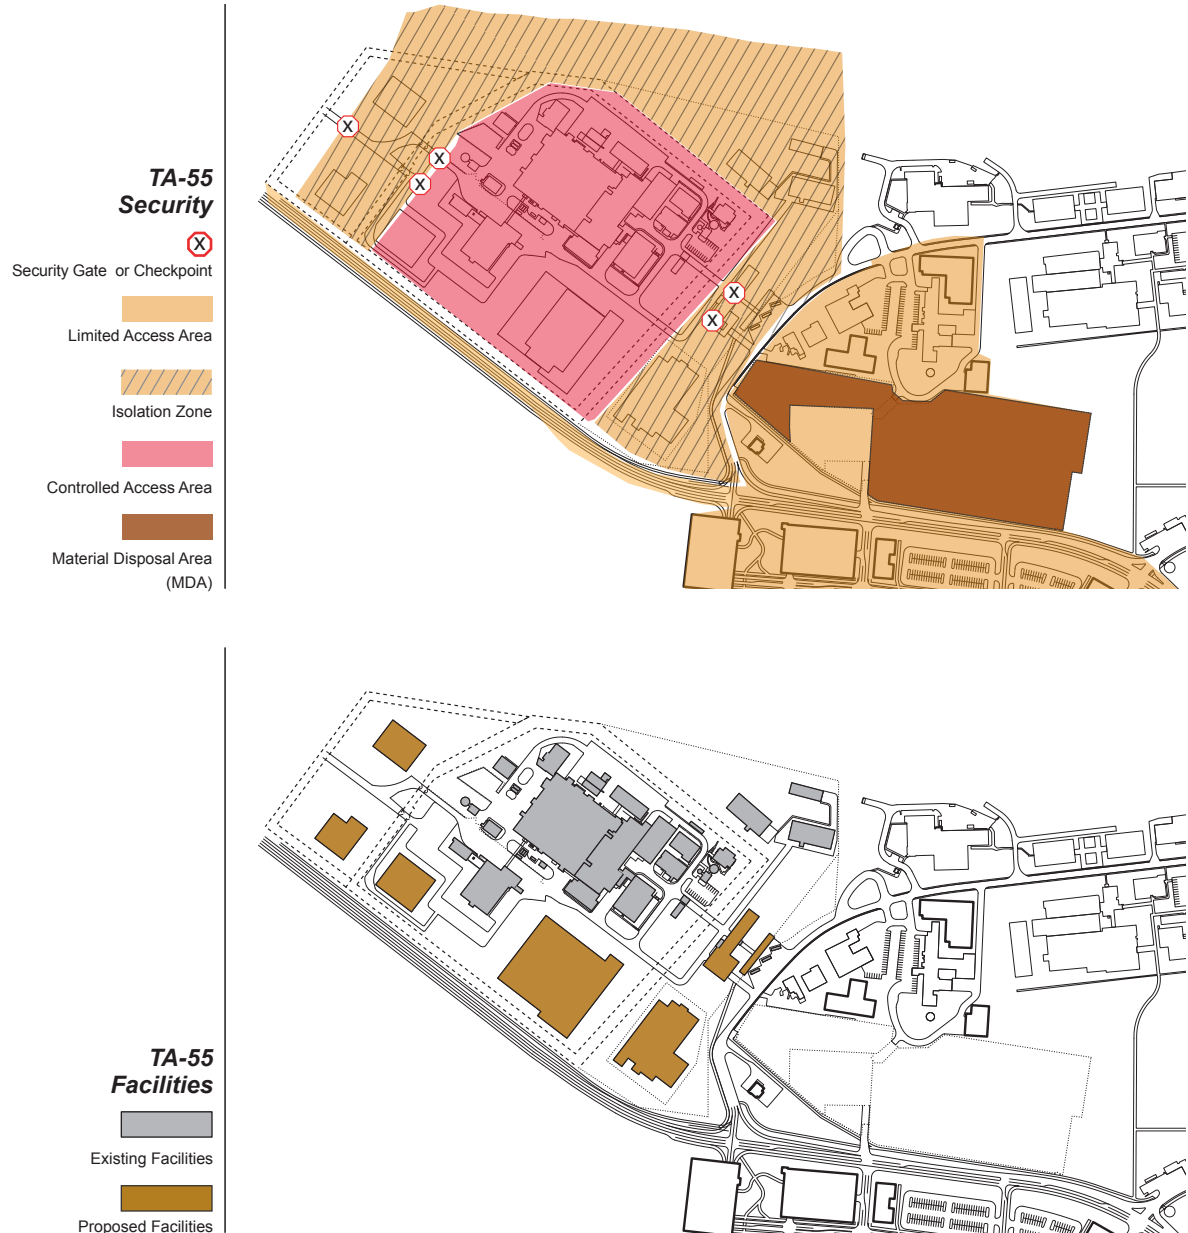 TA-55
Security
X
Security Gate or Checkpoint
Limited Access Area
Isolation Zone
Controlled Access Area
Material Disposal Area
(MDA)
X
X
X
X
X
TA-55
Facilities
Existing Facilities
Proposed Facilities